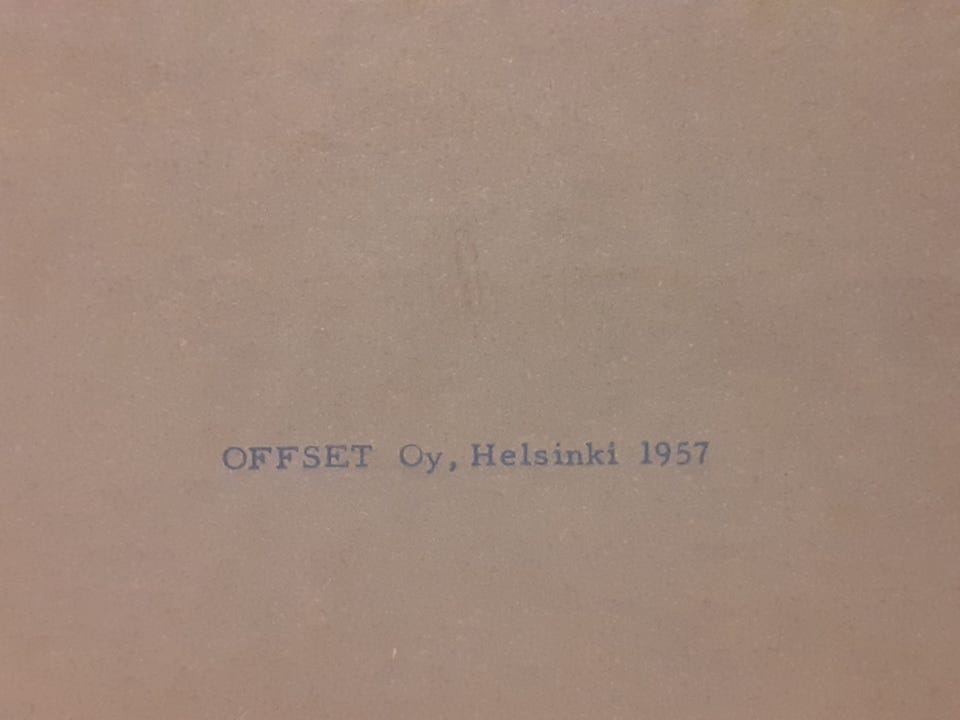 OFFSET Oy, Helsinki 1957